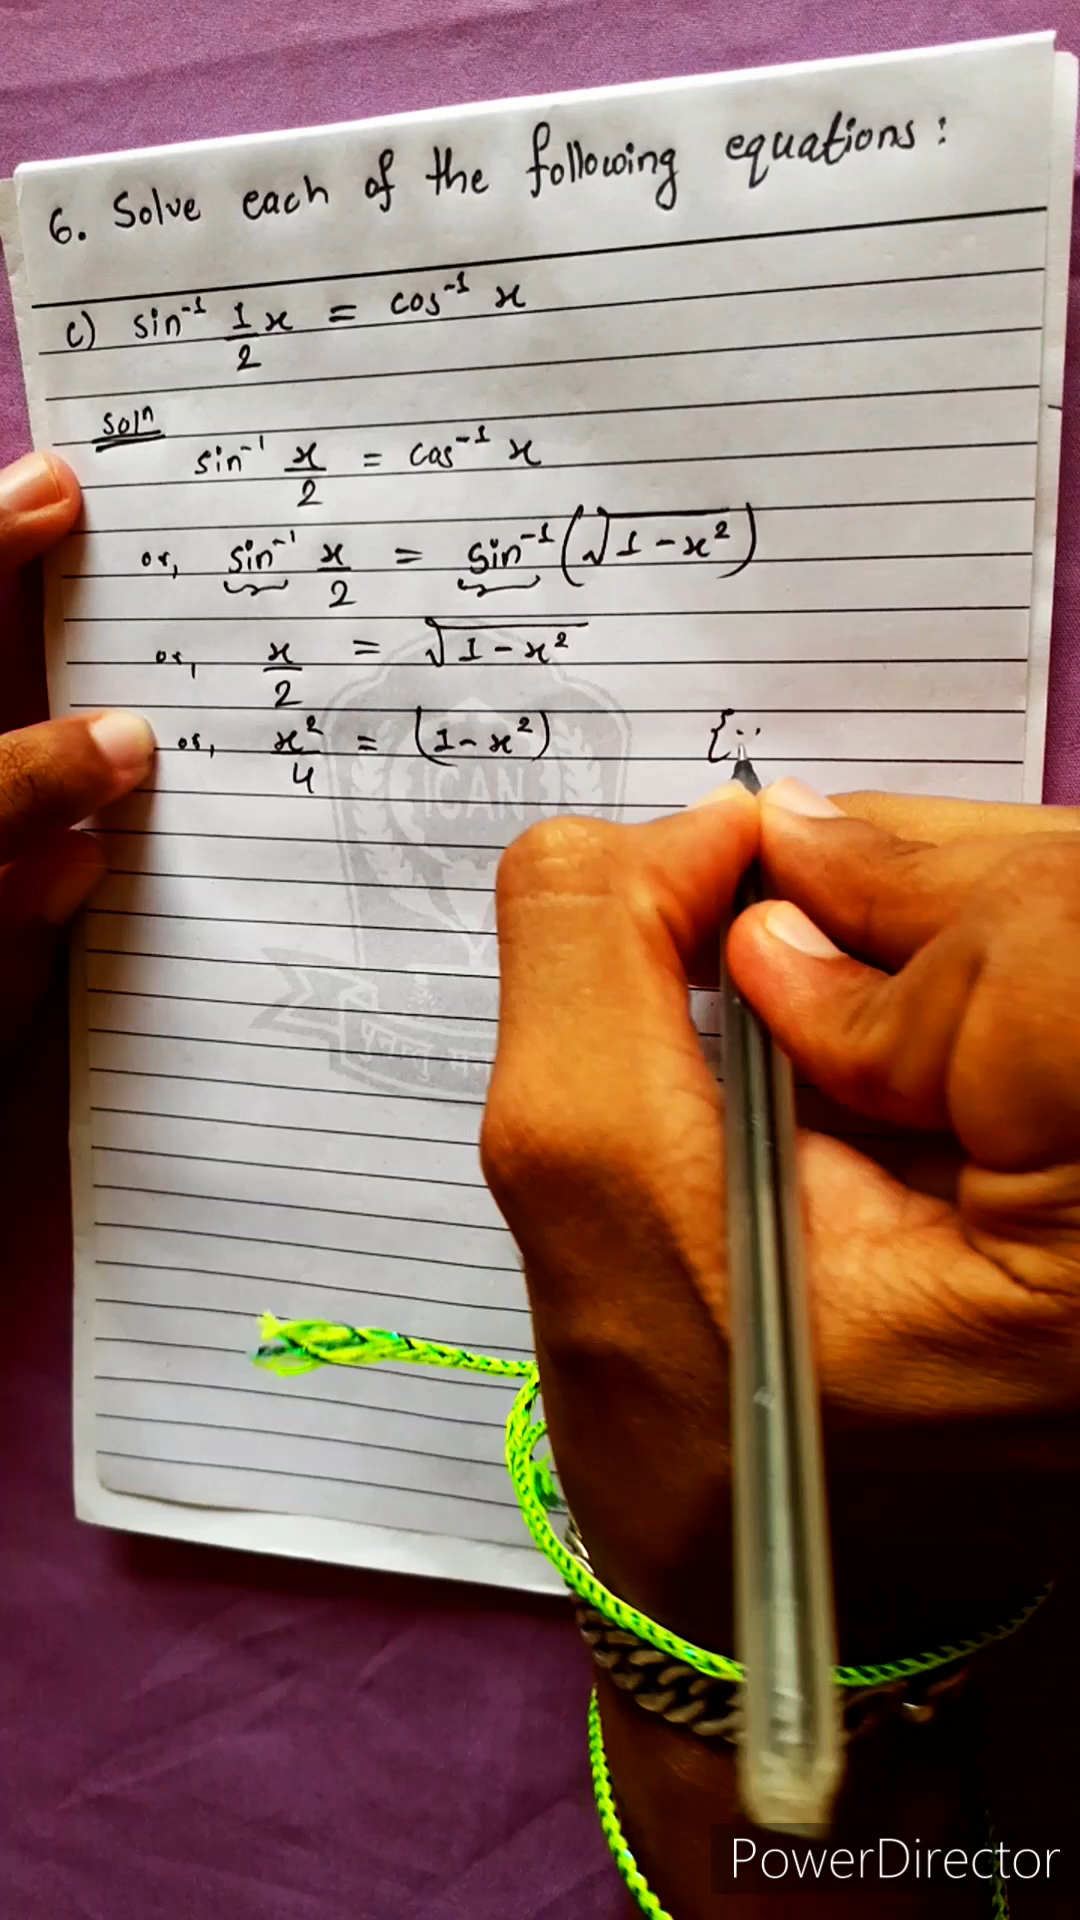 6. Solve each of the following equations:
c) sin⁻¹ 1/2 x = cos⁻¹ x
Solⁿ
sin⁻¹ x/2 = cos⁻¹ x
or, sin⁻¹ x/2 = sin⁻¹(√1-x²)
or, x/2 = √1-x²
or, x²/4 = (1-x²) {∵
ICAN
PowerDirector